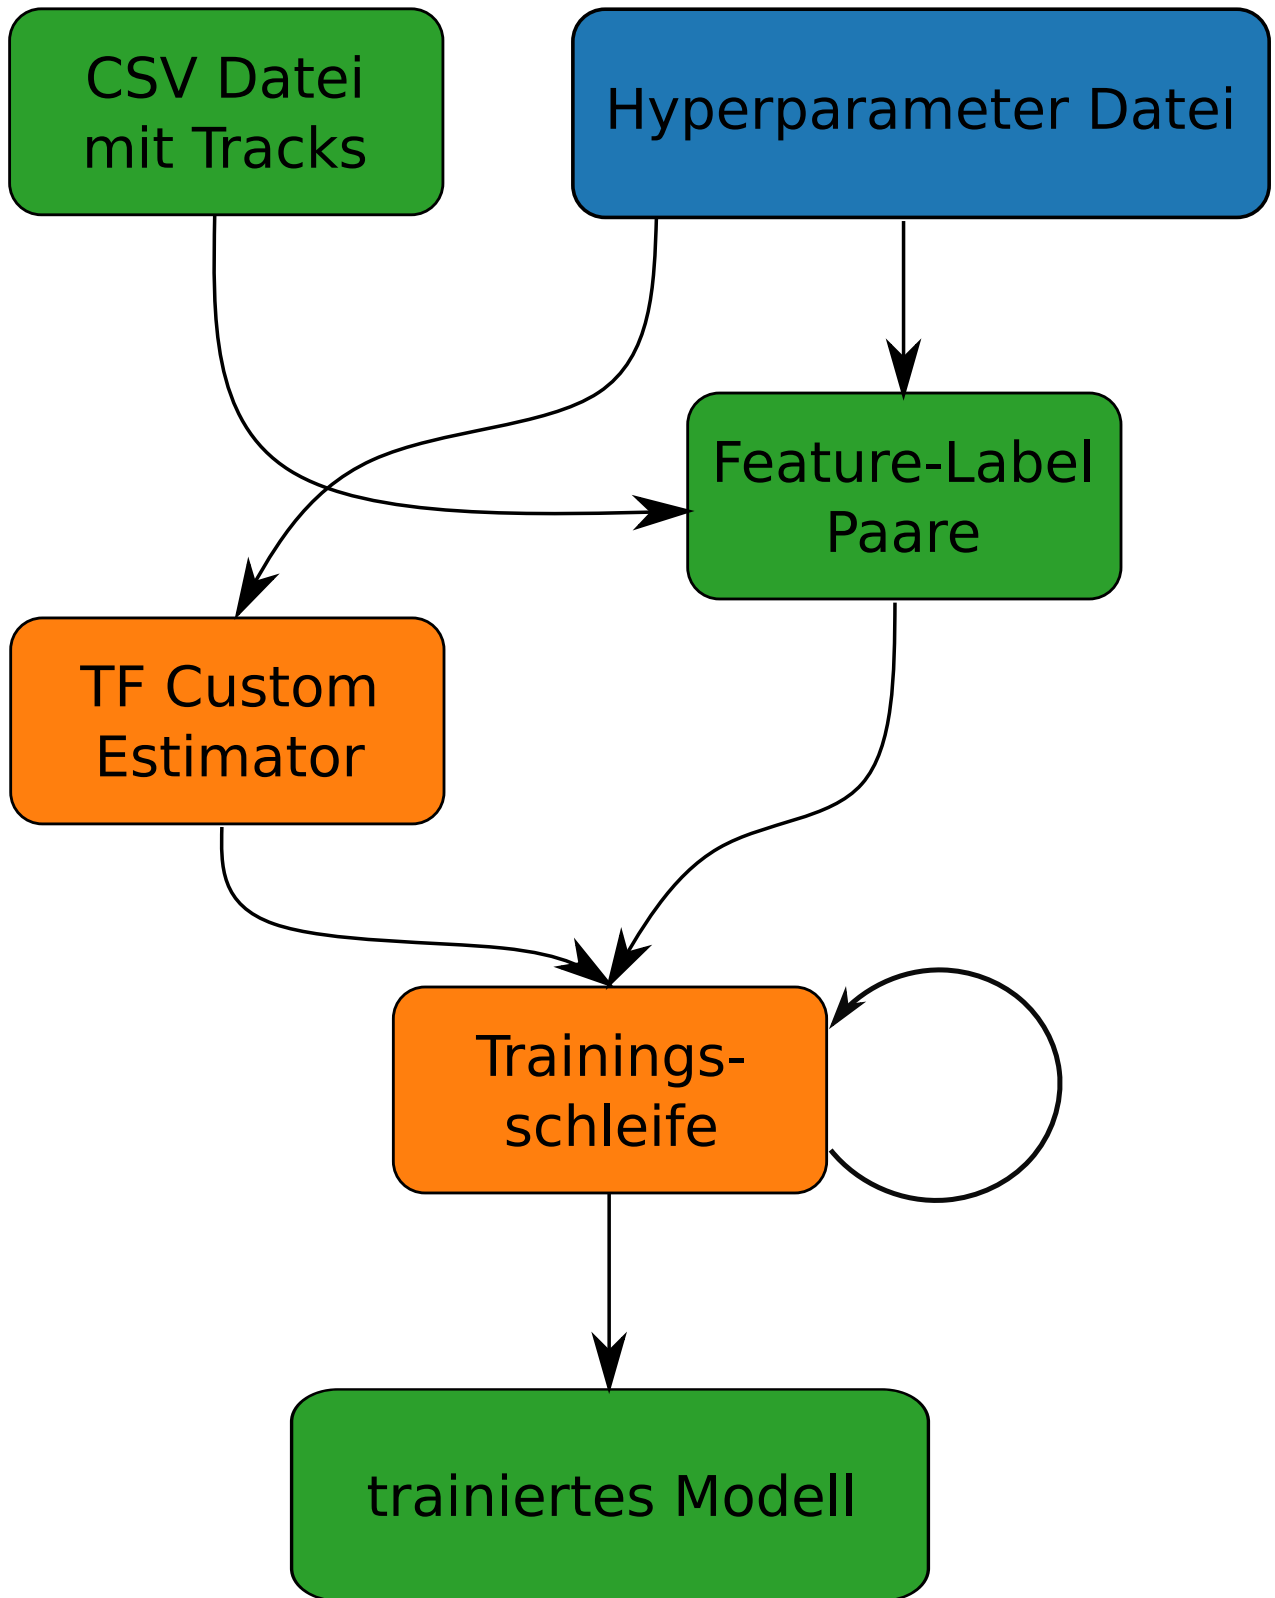 CSV Datei
mit Tracks
Hyperparameter Datei
Feature-Label
Paare
TF Custom
Estimator
Trainings-
schleife
trainiertes Modell